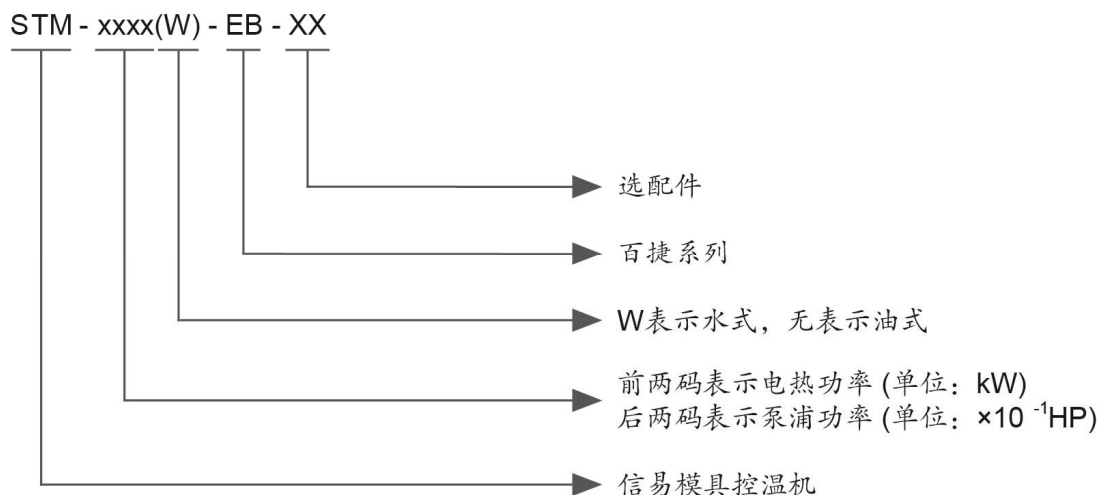 STM - xxxx(W) - EB - XX
选配件
百捷系列
W表示水式，无表示油式
前两码表示电热功率 (单位：kW)
后两码表示泵浦功率 (单位：×10 ⁻¹HP)
信易模具控温机